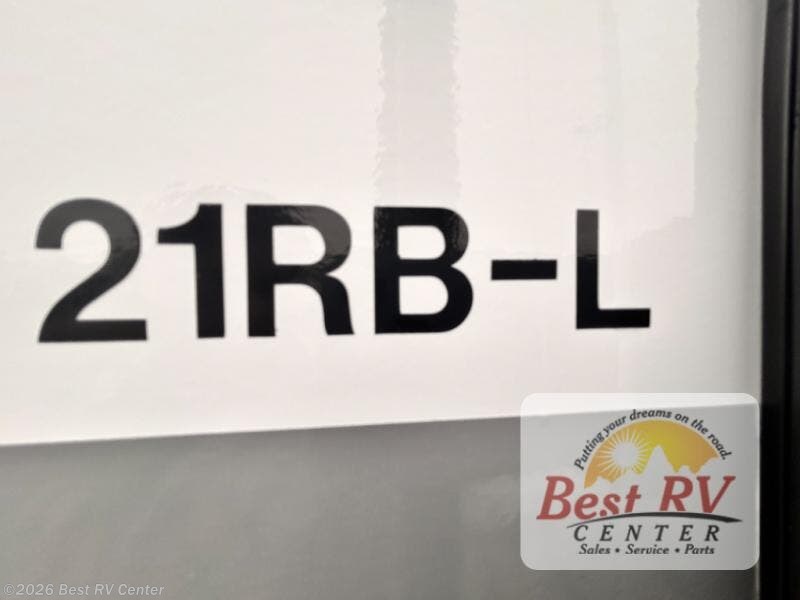 21RB-L
Putting your dreams on the road.
Best RV
CENTER
Sales • Service • Parts
©2026 Best RV Center